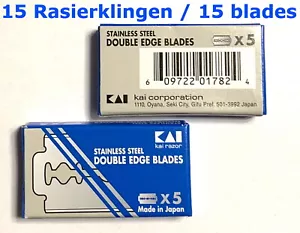 15 Rasierklingen / 15 blades
STAINLESS STEEL
DOUBLE EDGE BLADES
x5
6 09722 01782 4
KAI
kai corporation
1110, Oyana, Seki City, Gifu Pref. 501-3992 Japan
KAI
kai razor
STAINLESS STEEL
DOUBLE EDGE BLADES
x5
Made in Japan